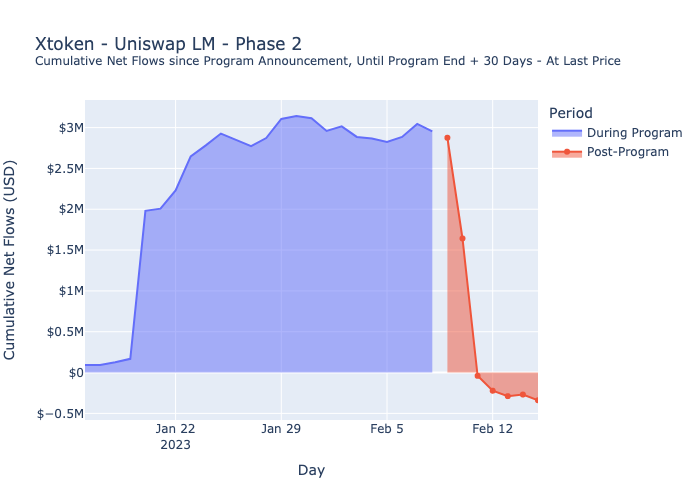 Xtoken - Uniswap LM - Phase 2
Cumulative Net Flows since Program Announcement, Until Program End + 30 Days - At Last Price
Period
During Program
Post-Program
Cumulative Net Flows (USD)
$3M
$2.5M
$2M
$1.5M
$1M
$0.5M
$0
$−0.5M
Jan 22
2023
Jan 29
Feb 5
Feb 12
Day